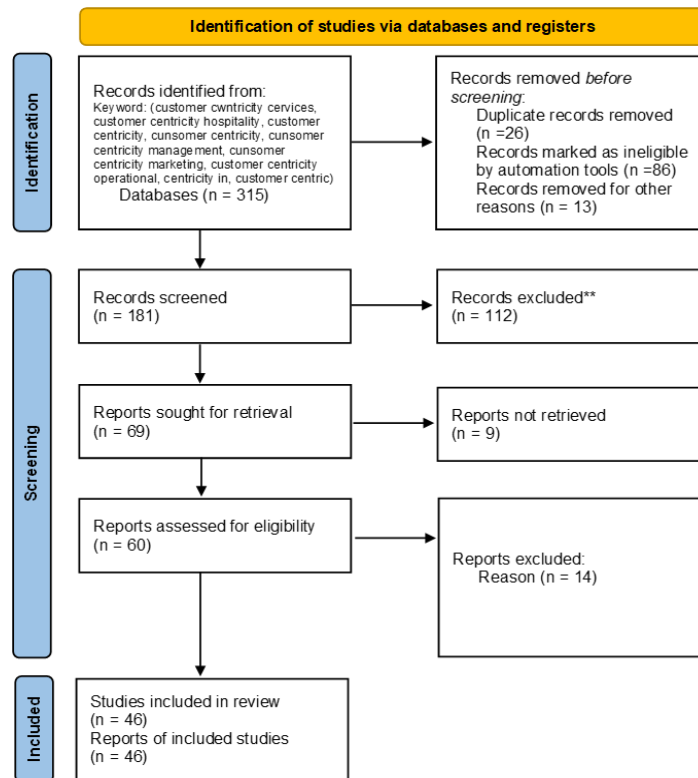 Identification of studies via databases and registers
Identification
Records identified from:
Keyword: (customer cwntricity cervices,
customer centricity hospitality, customer
centricity, cunsomer centricity, cunsomer
centricity management, cunsomer
centricity marketing, customer centricity
operational, centricity in, customer centric)
Databases (n = 315)
Records removed before
screening:
Duplicate records removed
(n =26)
Records marked as ineligible
by automation tools (n =86)
Records removed for other
reasons (n = 13)
Screening
Records screened
(n = 181)
Records excluded**
(n = 112)
Reports sought for retrieval
(n = 69)
Reports not retrieved
(n = 9)
Reports assessed for eligibility
(n = 60)
Reports excluded:
Reason (n = 14)
Included
Studies included in review
(n = 46)
Reports of included studies
(n = 46)